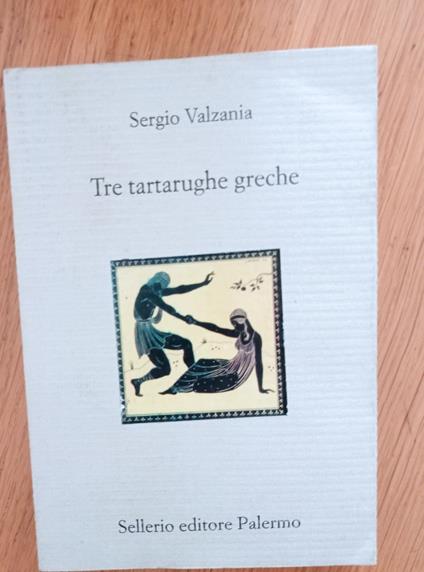 Sergio Valzania
Tre tartarughe greche
Sellerio editore Palermo